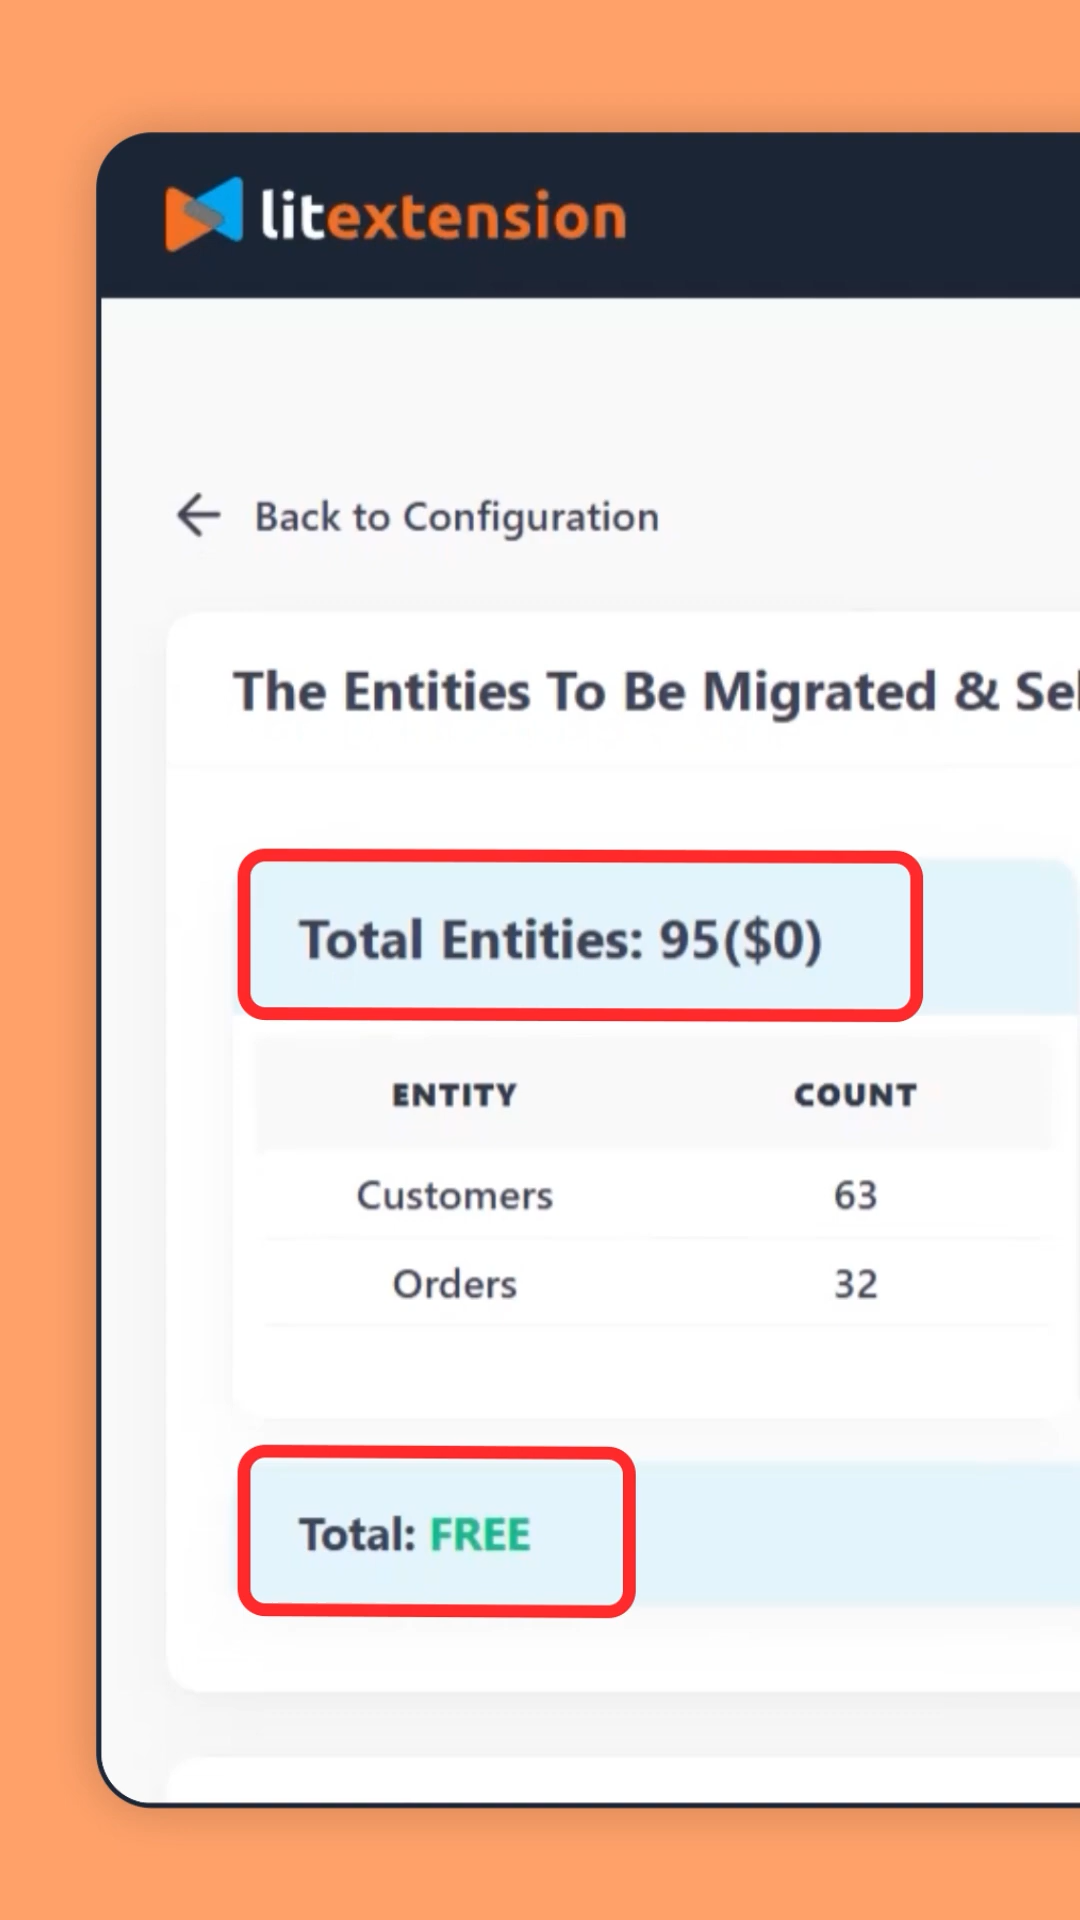 litextension
Back to Configuration
The Entities To Be Migrated & Sel
Total Entities: 95($0)
ENTITY COUNT
Customers 63
Orders 32
Total: FREE